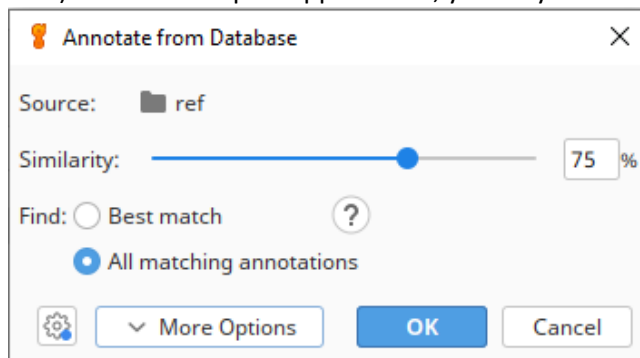 Annotate from Database
Source: ref
Similarity: 75 %
Find: Best match ?
All matching annotations
More Options OK Cancel